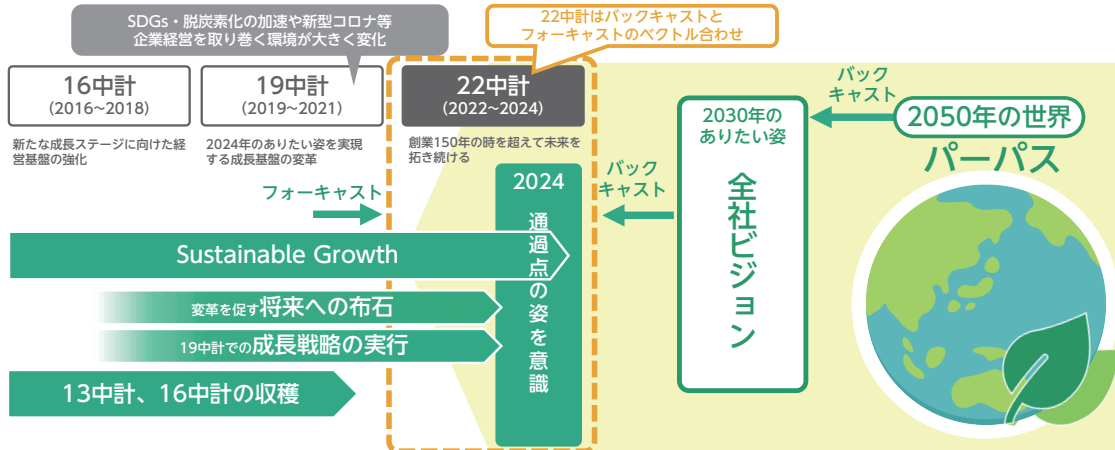 SDGs・脱炭素化の加速や新型コロナ等
企業経営を取り巻く環境が大きく変化
22中計はバックキャストと
フォーキャストのベクトル合わせ
16中計
(2016~2018)
19中計
(2019~2021)
22中計
(2022~2024)
新たな成長ステージに向けた経
営基盤の強化
2024年のありたい姿を実現
する成長基盤の変革
創業150年の時を超えて未来を
拓き続ける
フォーキャスト
2024
通過点の姿を意識
バック
キャスト
2030年の
ありたい姿
全社ビジョン
バック
キャスト
2050年の世界
パーパス
Sustainable Growth
変革を促す将来への布石
19中計での成長戦略の実行
13中計、16中計の収穫